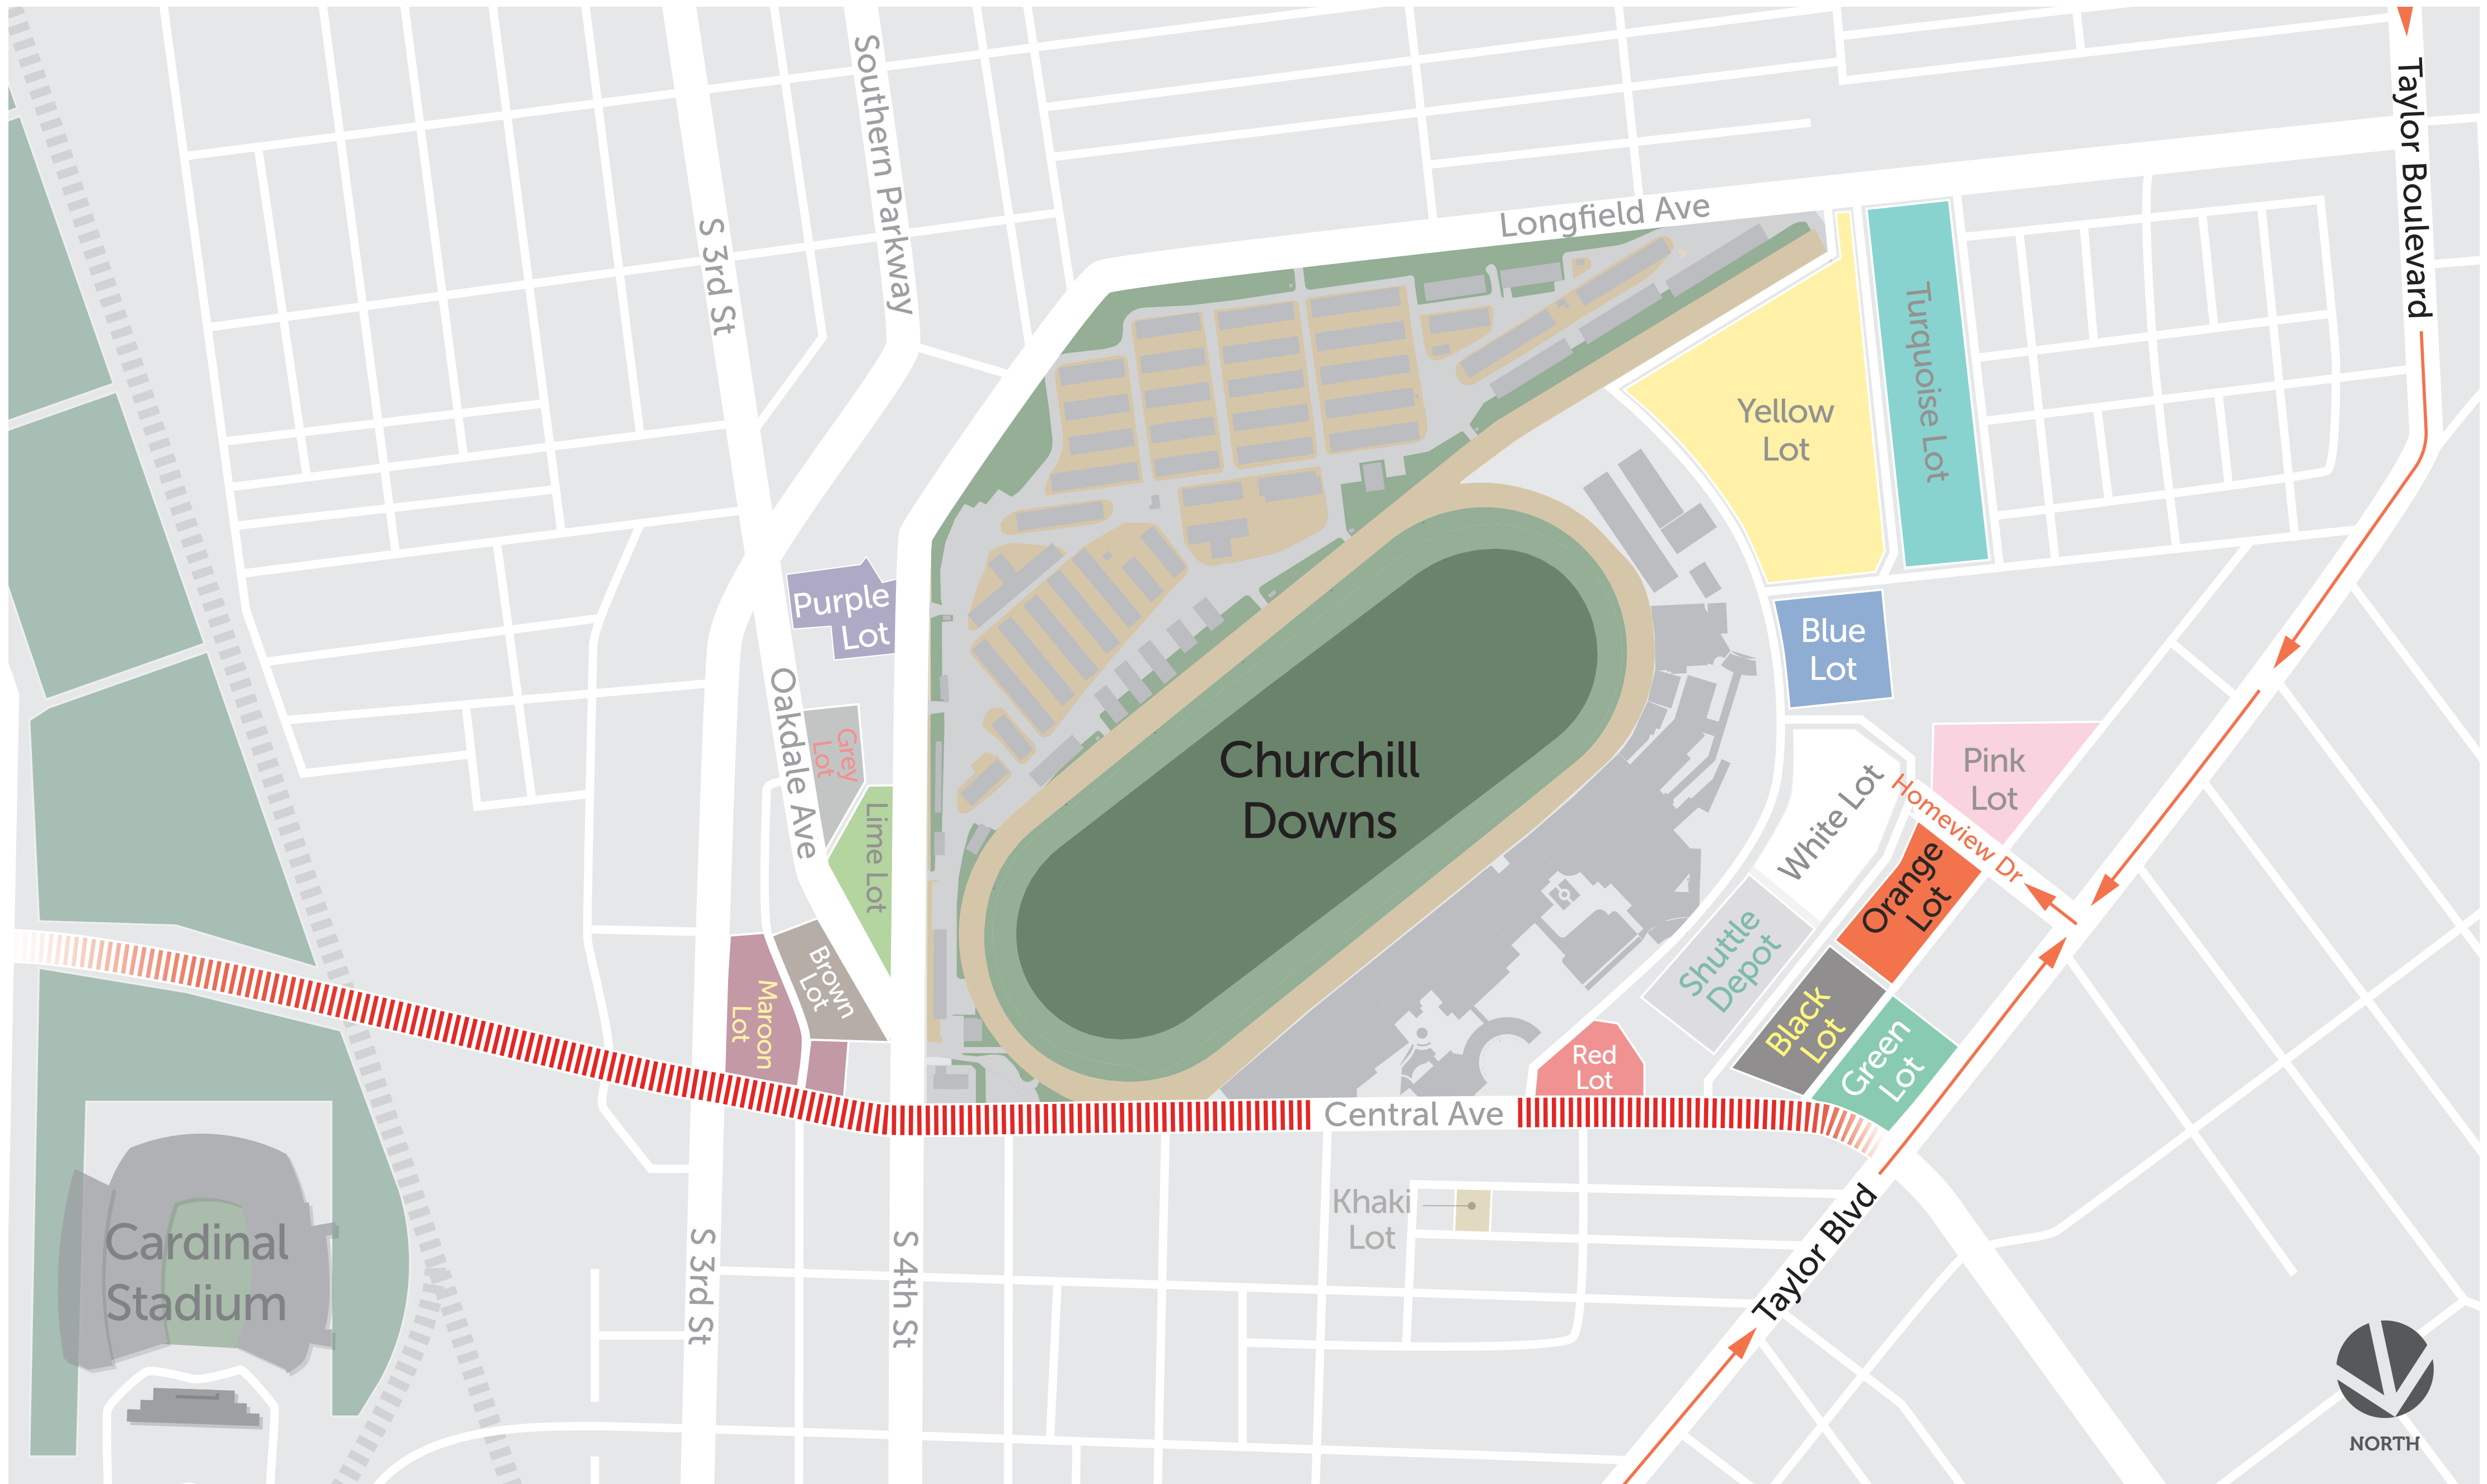 Southern Parkway
Taylor Boulevard
S 3rd St
Longfield Ave
Turquoise Lot
Yellow
Lot
Purple
Lot
Blue
Lot
Oakdale Ave
Grey
Lot
Churchill
Downs
Pink
Lot
White Lot
Homeview Dr
Lime Lot
Orange
Lot
Shuttle
Depot
Brown
Lot
Maroon
Lot
Black
Lot
Green
Lot
Red
Lot
Central Ave
Khaki
Lot
Taylor Blvd
Cardinal
Stadium
S 3rd St
S 4th St
NORTH